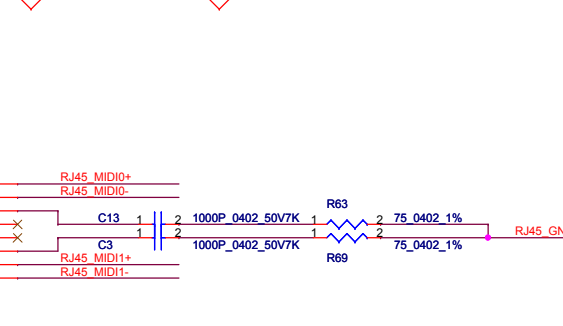 RJ45_MIDI0+
RJ45_MIDI0-
R63
C13 1 2 1000P_0402_50V7K 1 2 75_0402_1%
1 2 1 2 RJ45_GN
C3 1000P_0402_50V7K 75_0402_1%
RJ45_MIDI1+ R69
RJ45_MIDI1-